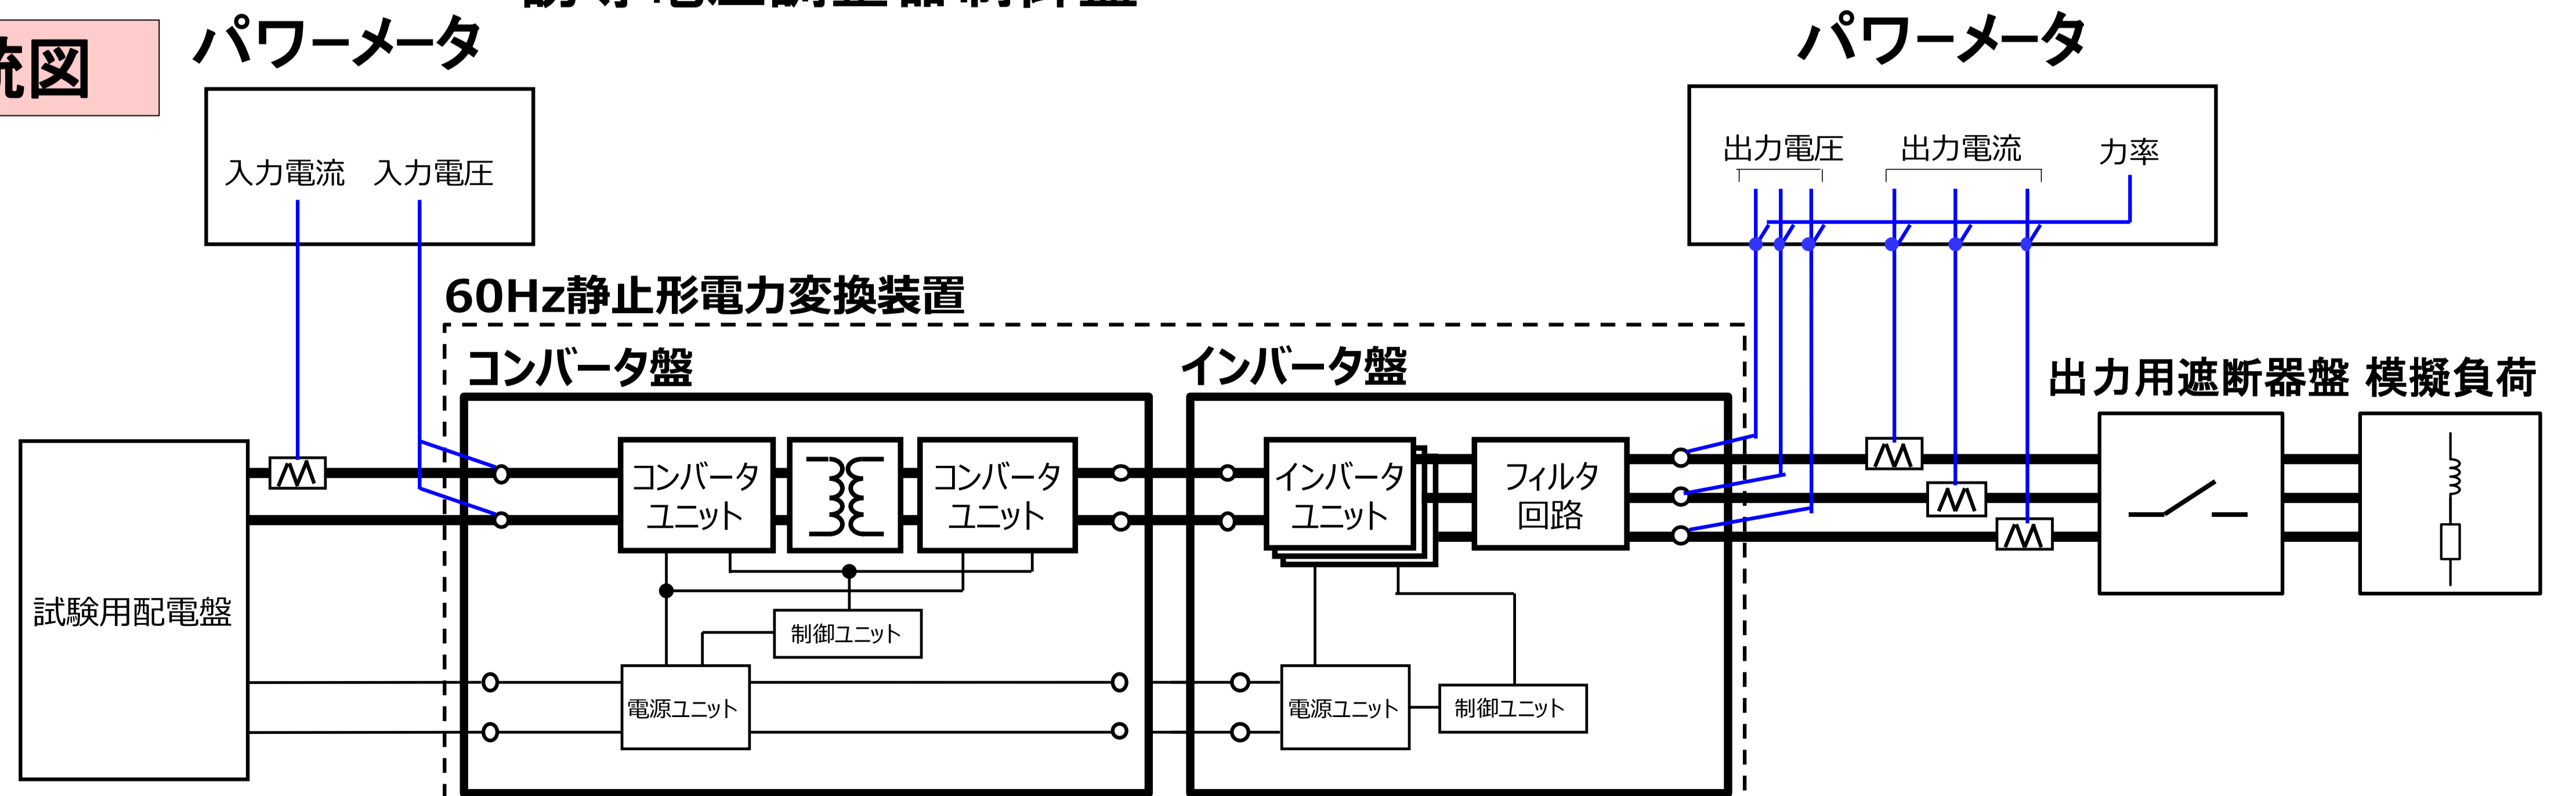 図
パワーメータ
パワーメータ
入力電流
入力電圧
出力電圧
出力電流
力率
60Hz静止形電力変換装置
コンバータ盤
インバータ盤
出力用遮断器盤
模擬負荷
試験用配電盤
コンバータ
ユニット
コンバータ
ユニット
インバータ
ユニット
フィルタ
回路
制御ユニット
電源ユニット
電源ユニット
制御ユニット